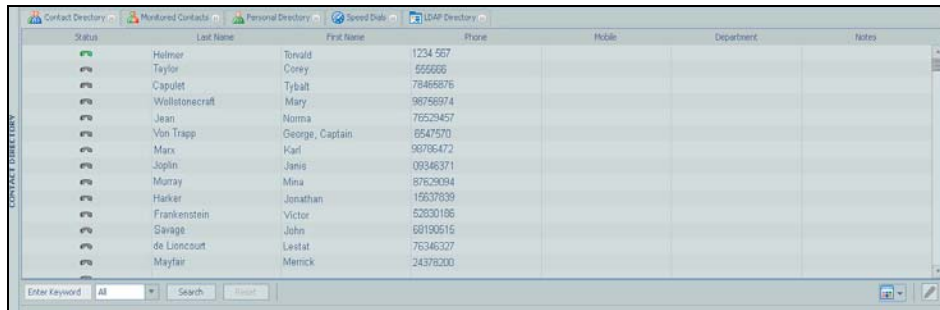 Contact Directory Monitored Contacts Personal Directory Speed Dials LDAP Directory
Status Last Name First Name Phone Mobile Department Notes
Helmer Torvald 1234 567
Taylor Corey 555666
Capulet Tybalt 78465876
Wollstonecraft Mary 98756974
Jean Norma 76529457
Von Trapp George, Captain 6547570
Marx Karl 98786472
Joplin Janis 09346371
Murray Mina 87629094
Harker Jonathan 15637839
Frankenstein Victor 52830186
Savage John 68190515
de Lioncourt Lestat 76346327
Mayfair Merrick 24378200
CONTACT DIRECTORY
Enter Keyword All Search Reset